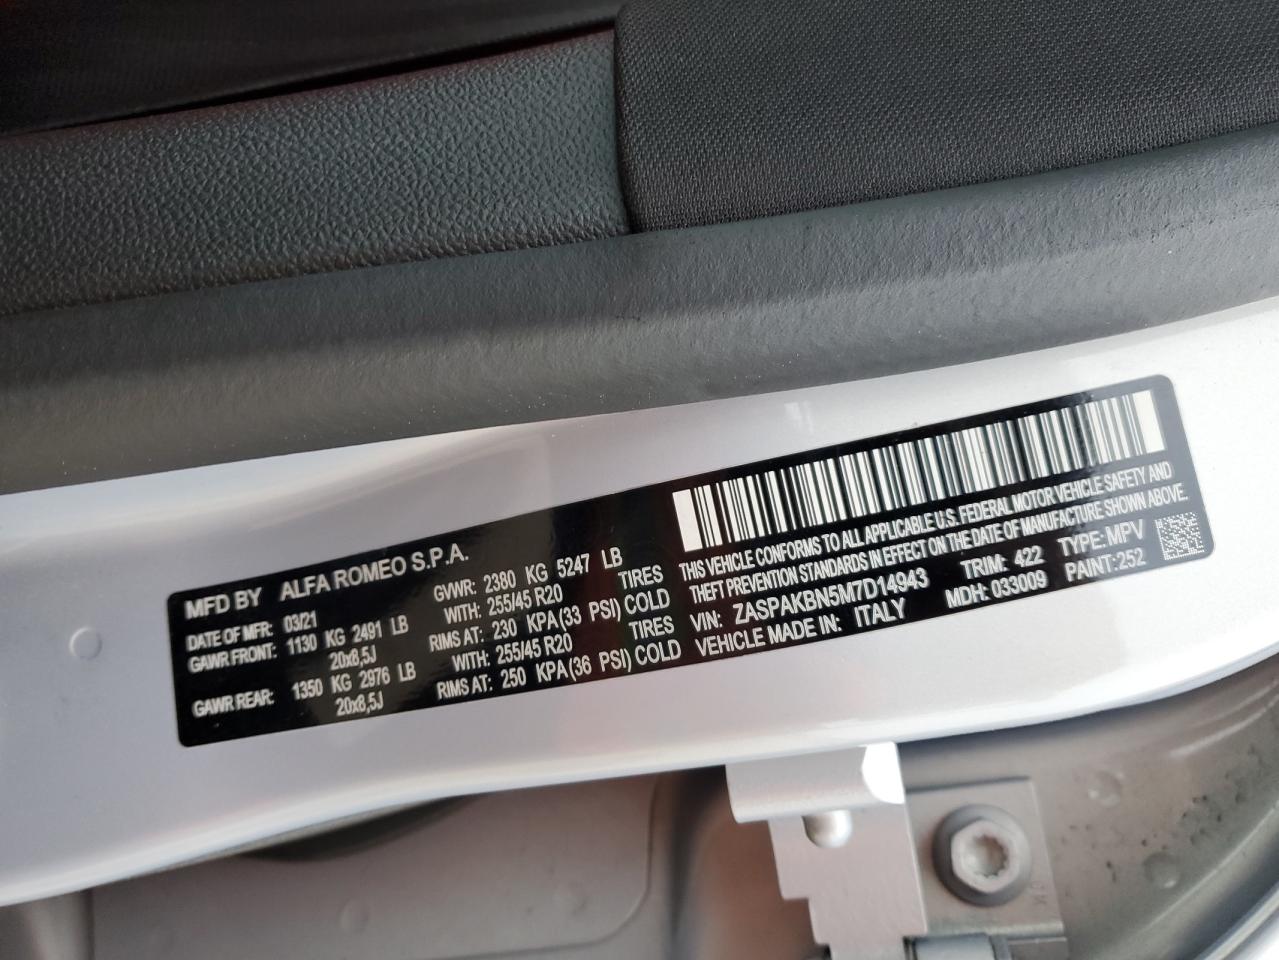 MFD BY ALFA ROMEO S.P.A.
DATE OF MFR: 03/21 GVWR: 2380 KG 5247 LB
GAWR FRONT: 1130 KG 2491 LB WITH: 255/45 R20 TIRES
20x8,5J RIMS AT: 230 KPA(33 PSI) COLD
GAWR REAR: 1350 KG 2976 LB WITH: 255/45 R20 TIRES
20x8,5J RIMS AT: 250 KPA(36 PSI) COLD
THIS VEHICLE CONFORMS TO ALL APPLICABLE U.S. FEDERAL MOTOR VEHICLE SAFETY AND
THEFT PREVENTION STANDARDS IN EFFECT ON THE DATE OF MANUFACTURE SHOWN ABOVE.
VIN: ZASPAKBN5M7D14943 TRIM: 422 TYPE: MPV
VEHICLE MADE IN: ITALY MDH: 033009 PAINT: 252